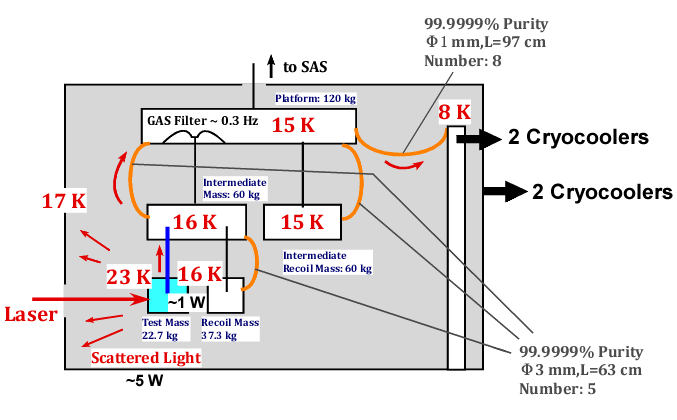 99.9999% Purity
Φ1 mm,L=97 cm
Number: 8
to SAS
Platform: 120 kg
GAS Filter ~ 0.3 Hz
15 K
8 K
2 Cryocoolers
2 Cryocoolers
17 K
Intermediate
Mass: 60 kg
16 K
15 K
Intermediate
Recoil Mass: 60 kg
23 K
16 K
~1 W
Laser
Test Mass
22.7 kg
Recoil Mass
37.3 kg
Scattered Light
~5 W
99.9999% Purity
Φ3 mm,L=63 cm
Number: 5